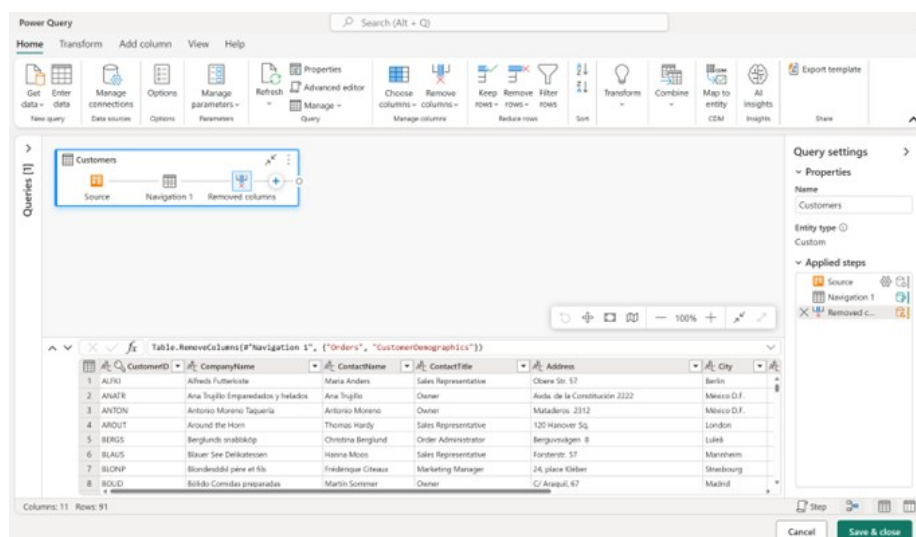 Power Query
Search (Alt + Q)
Home Transform Add column View Help
Get data Enter data
Manage connections
Options
Manage parameters
Refresh
Properties
Advanced editor
Manage
Choose columns Remove columns
Keep rows Remove rows Filter rows
Transform
Combine
Map to entity
AI insights
Export template
New query Data sources Options Parameters Query Manage columns Reduce rows Sort CDM Insights Share
Queries [1]
Customers
Source Navigation 1 Removed columns
100%
Query settings
Properties
Name
Customers
Entity type
Custom
Applied steps
Source
Navigation 1
Removed c...
fx Table.RemoveColumns(#"Navigation 1", {"Orders", "CustomerDemographics"})
CustomerID CompanyName ContactName ContactTitle Address City
1 ALFKI Alfreds Futterkiste Maria Anders Sales Representative Obere Str. 57 Berlin
2 ANATR Ana Trujillo Emparedados y helados Ana Trujillo Owner Avda. de la Constitución 2222 México D.F.
3 ANTON Antonio Moreno Taquería Antonio Moreno Owner Mataderos 2312 México D.F.
4 AROUT Around the Horn Thomas Hardy Sales Representative 120 Hanover Sq. London
5 BERGS Berglunds snabbköp Christina Berglund Order Administrator Berguvsvägen 8 Luleå
6 BLAUS Blauer See Delikatessen Hanna Moos Sales Representative Forsterstr. 57 Mannheim
7 BLONP Blondesddsl père et fils Frédérique Citeaux Marketing Manager 24, place Kléber Strasbourg
8 BOLID Bólido Comidas preparadas Martín Sommer Owner C/ Araquil, 67 Madrid
Columns: 11 Rows: 91
Step
Cancel Save & close